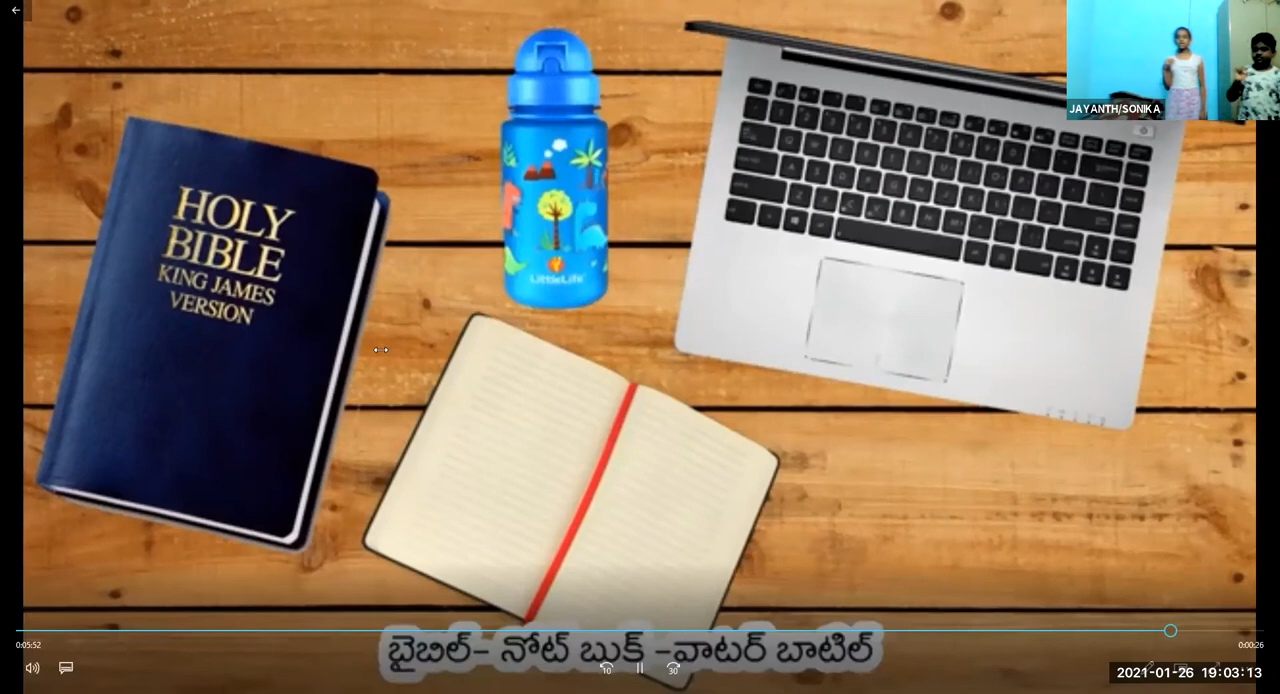 JAYANTH/SONIKA
HOLY
BIBLE
KING JAMES
VERSION
LittleLife
బైబిల్- నోట్ బుక్ -వాటర్ బాటిల్
0:05:52
0:00:26
10
30
2021-01-26 19:03:13